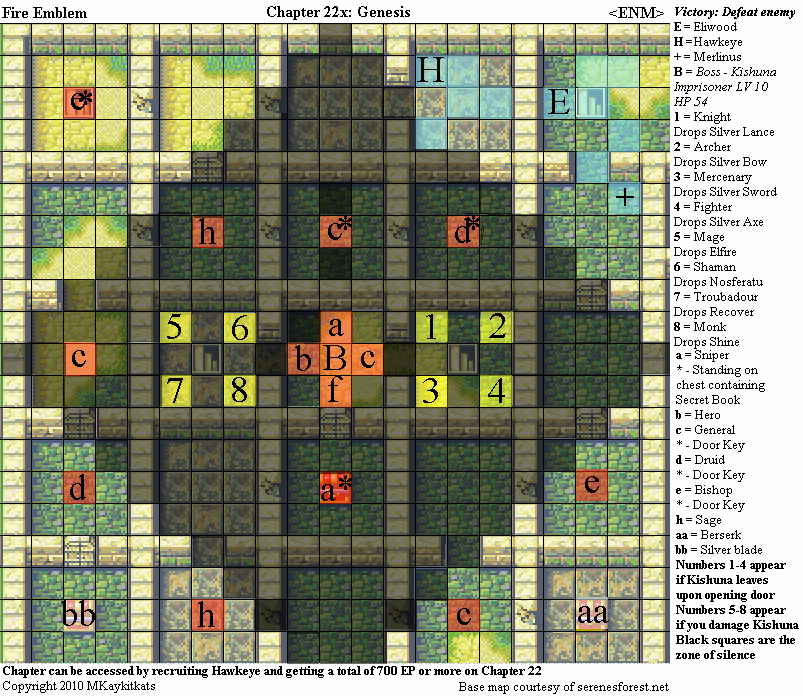 Fire Emblem
Chapter 22x: Genesis
<ENM>
Victory: Defeat enemy
E = Eliwood
H = Hawkeye
+ = Merlinus
B = Boss - Kishuna
Imprisoner LV 10
HP 54
1 = Knight
Drops Silver Lance
2 = Archer
Drops Silver Bow
3 = Mercenary
Drops Silver Sword
4 = Fighter
Drops Silver Axe
5 = Mage
Drops Elfire
6 = Shaman
Drops Nosferatu
7 = Troubadour
Drops Recover
8 = Monk
Drops Shine
a = Sniper
* - Standing on
chest containing
Secret Book
b = Hero
c = General
* - Door Key
d = Druid
* - Door Key
e = Bishop
* - Door Key
h = Sage
aa = Berserk
bb = Silver blade
Numbers 1-4 appear
if Kishuna leaves
upon opening door
Numbers 5-8 appear
if you damage Kishuna
Black squares are the
zone of silence
H
c* E
+
h c* d*
5 6 a 1 2
c b B c
7 8 f 3 4
d a* e
bb h c aa
Chapter can be accessed by recruiting Hawkeye and getting a total of 700 EP or more on Chapter 22
Copyright 2010 MKaykitkats
Base map courtesy of serenesforest.net